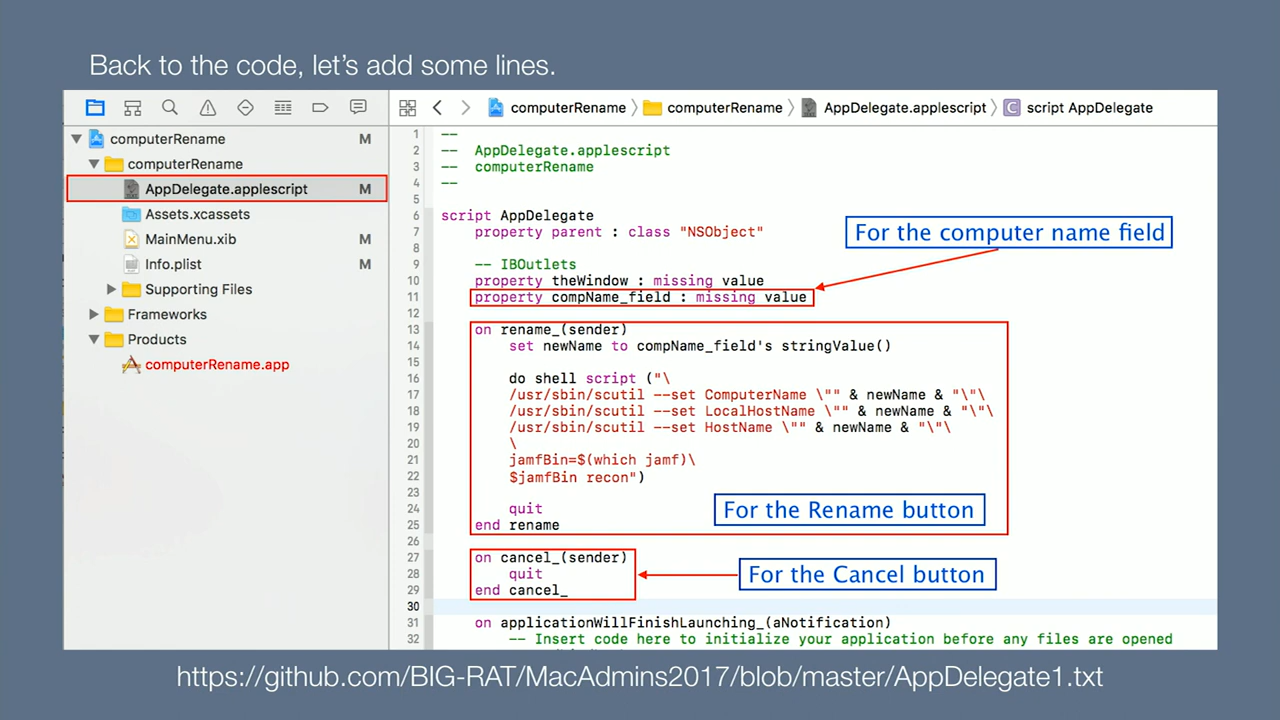 Back to the code, let's add some lines.
computerRename M
computerRename
AppDelegate.applescript M
Assets.xcassets
MainMenu.xib M
Info.plist M
Supporting Files
Frameworks
Products
computerRename.app
computerRename computerRename AppDelegate.applescript script AppDelegate
1 --
2 -- AppDelegate.applescript
3 -- computerRename
4 --
5
6 script AppDelegate
7 property parent : class "NSObject"
8
9 -- IBOutlets
10 property theWindow : missing value
11 property compName_field : missing value
12
13 on rename_(sender)
14 set newName to compName_field's stringValue()
15
16 do shell script ("\
17 /usr/sbin/scutil --set ComputerName \"" & newName & "\"\
18 /usr/sbin/scutil --set LocalHostName \"" & newName & "\"\
19 /usr/sbin/scutil --set HostName \"" & newName & "\"\
20 \
21 jamfBin=$(which jamf)\
22 $jamfBin recon")
23
24 quit
25 end rename
26
27 on cancel_(sender)
28 quit
29 end cancel_
30
31 on applicationWillFinishLaunching_(aNotification)
32 -- Insert code here to initialize your application before any files are opened
For the computer name field
For the Rename button
For the Cancel button
https://github.com/BIG-RAT/MacAdmins2017/blob/master/AppDelegate1.txt